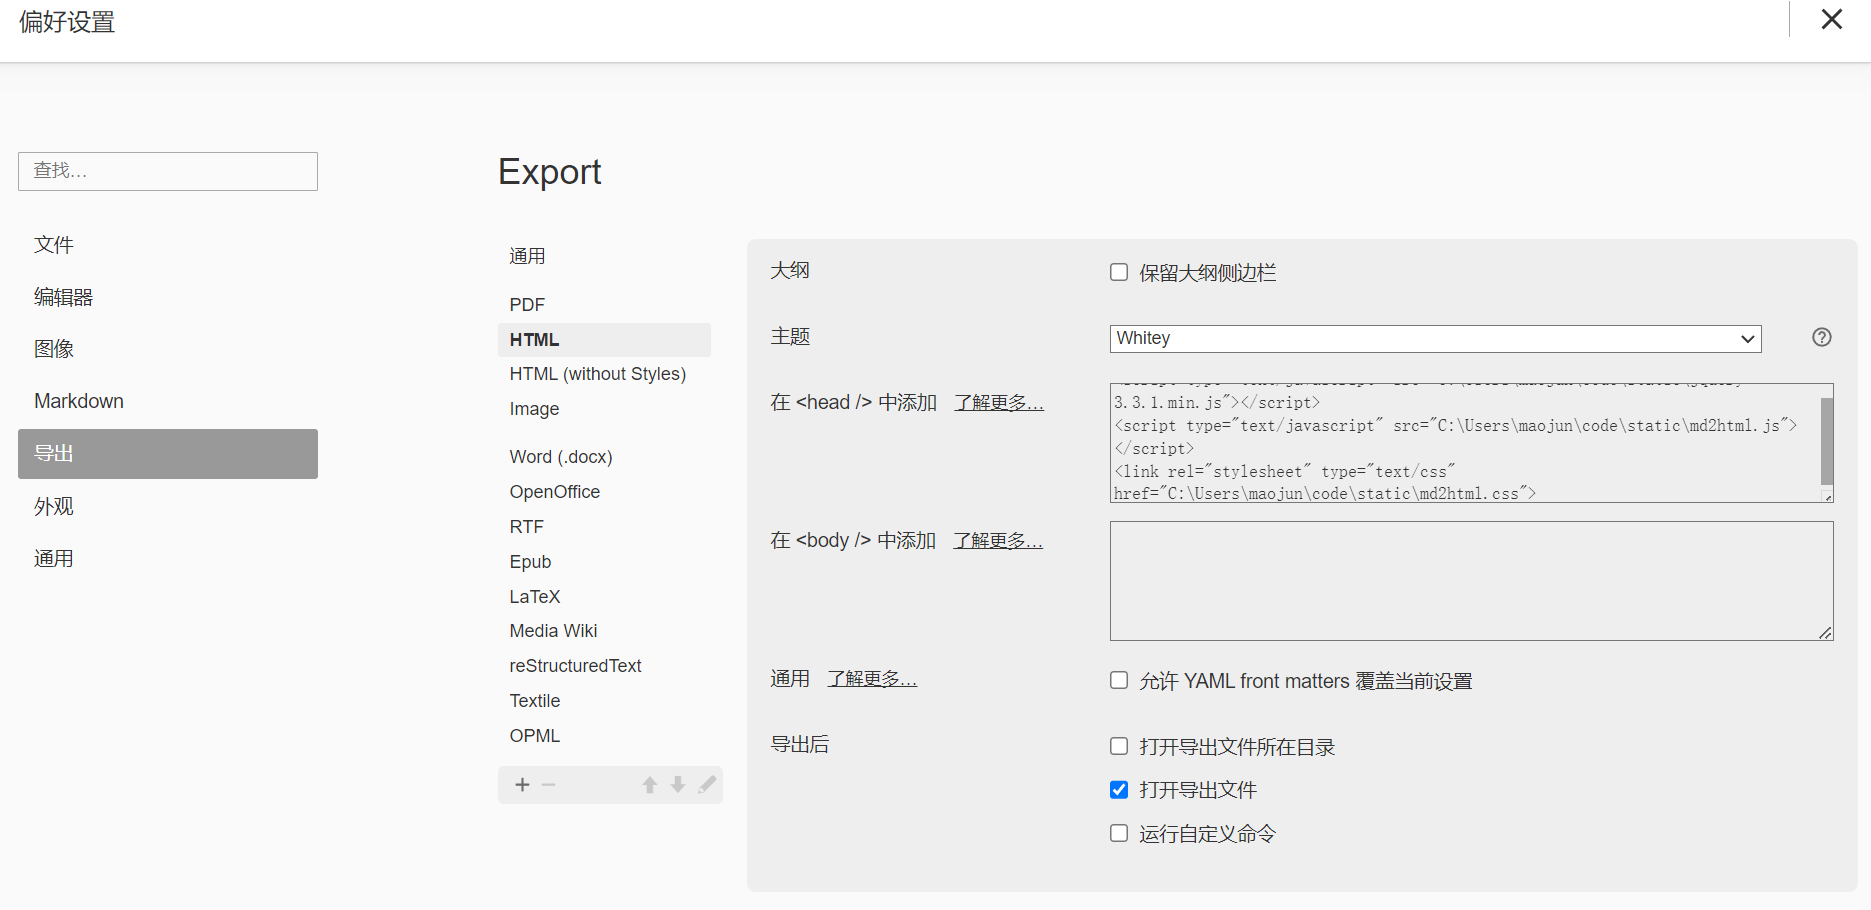 偏好设置
查找...
文件
编辑器
图像
Markdown
导出
外观
通用
Export
通用
PDF
HTML
HTML (without Styles)
Image
Word (.docx)
OpenOffice
RTF
Epub
LaTeX
Media Wiki
reStructuredText
Textile
OPML
大纲
保留大纲侧边栏
主题
Whitey
在 <head /> 中添加 了解更多...
3.3.1.min.js"></script>
<script type="text/javascript" src="C:\Users\maojun\code\static\md2html.js">
</script>
<link rel="stylesheet" type="text/css"
href="C:\Users\maojun\code\static\md2html.css">
在 <body /> 中添加 了解更多...
通用 了解更多...
允许 YAML front matters 覆盖当前设置
导出后
打开导出文件所在目录
打开导出文件
运行自定义命令